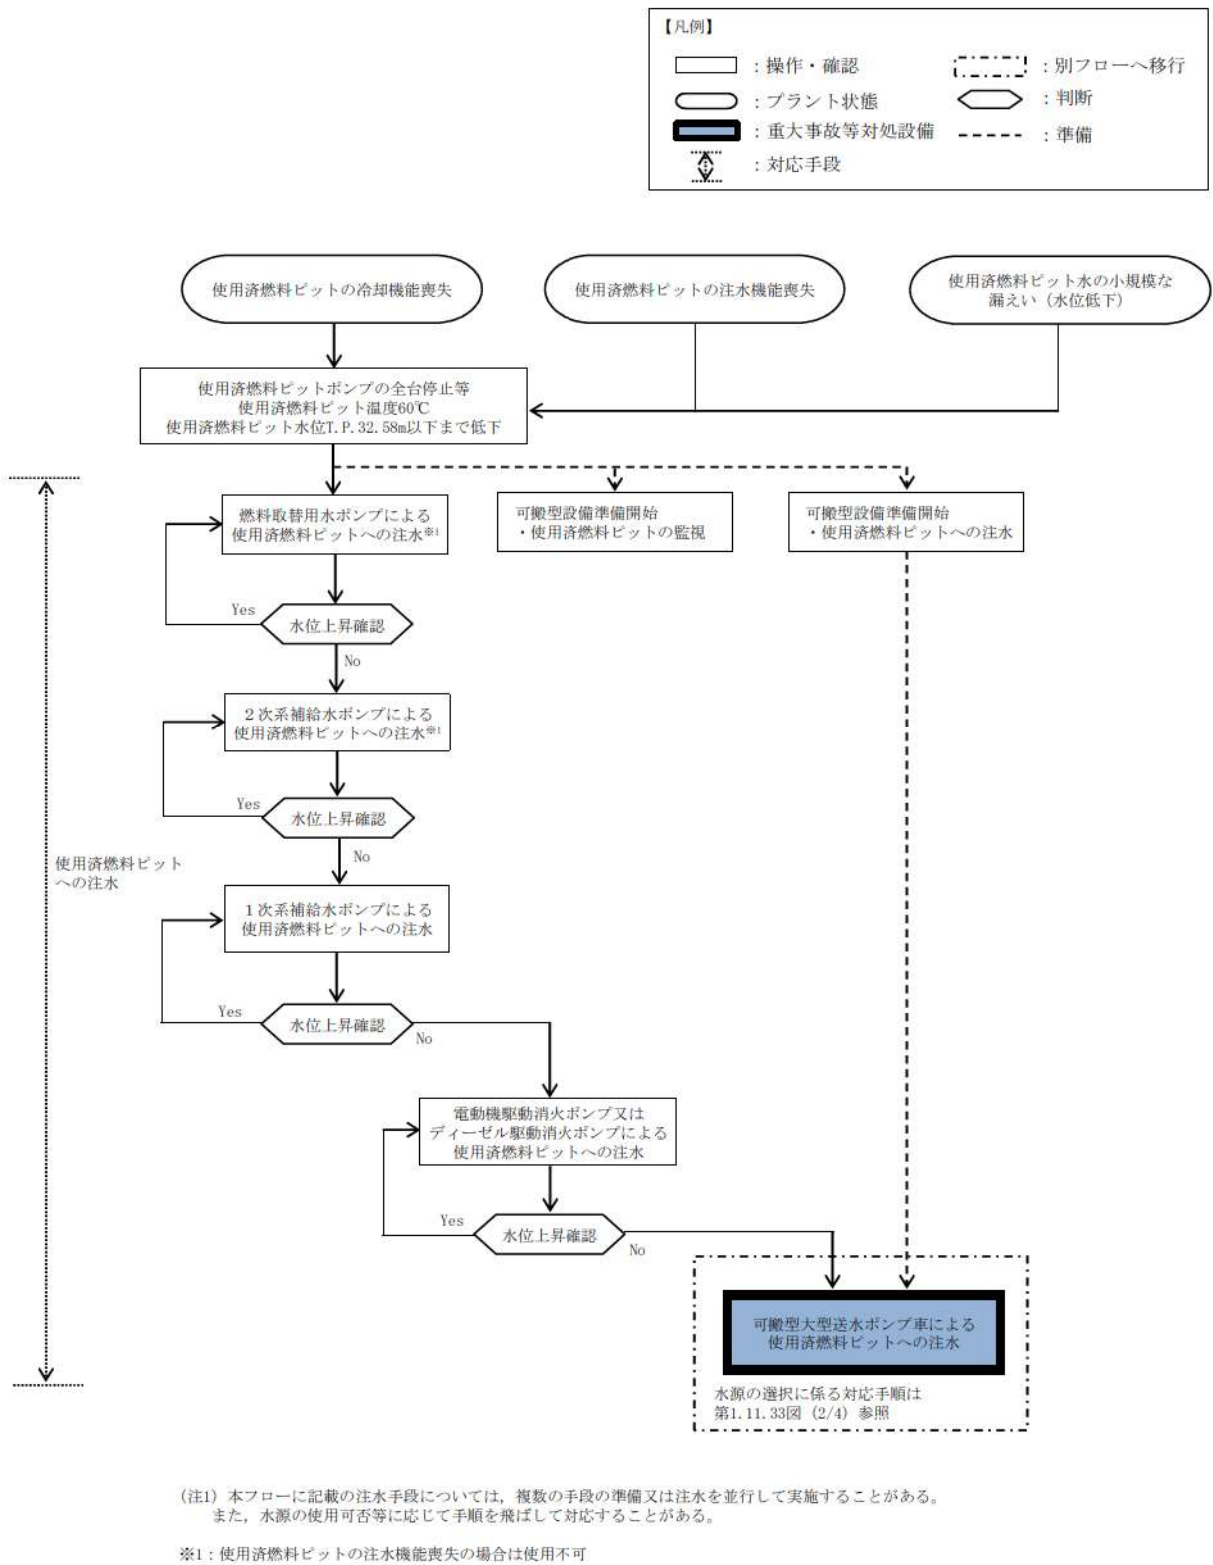 【凡例】
：操作・確認
：別フローへ移行
：プラント状態
：判断
：重大事故等対処設備
：準備
：対応手段
使用済燃料ピットの冷却機能喪失
使用済燃料ピットの注水機能喪失
使用済燃料ピット水の小規模な
漏えい（水位低下）
使用済燃料ピットポンプの全台停止等
使用済燃料ピット温度60℃
使用済燃料ピット水位T.P.32.58m以下まで低下
燃料取替用水ポンプによる
使用済燃料ピットへの注水※1
可搬型設備準備開始
・使用済燃料ピットの監視
可搬型設備準備開始
・使用済燃料ピットへの注水
Yes
水位上昇確認
No
２次系補給水ポンプによる
使用済燃料ピットへの注水※1
Yes
水位上昇確認
No
使用済燃料ピット
への注水
１次系補給水ポンプによる
使用済燃料ピットへの注水
Yes
水位上昇確認
No
電動機駆動消火ポンプ又は
ディーゼル駆動消火ポンプによる
使用済燃料ピットへの注水
Yes
水位上昇確認
No
可搬型大型送水ポンプ車による
使用済燃料ピットへの注水
水源の選択に係る対応手順は
第1.11.33図（2/4）参照
（注1）本フローに記載の注水手段については，複数の手段の準備又は注水を並行して実施することがある。
また，水源の使用可否等に応じて手順を飛ばして対応することがある。
※1：使用済燃料ピットの注水機能喪失の場合は使用不可